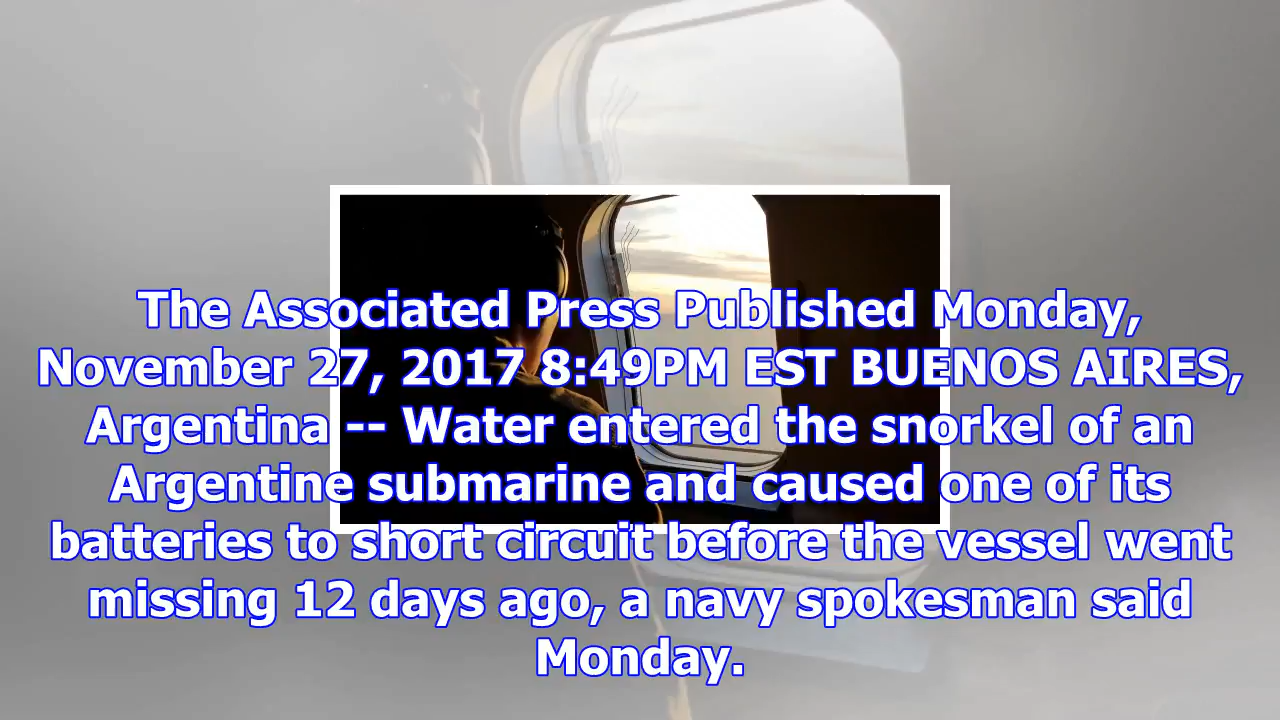 The Associated Press Published Monday,
November 27, 2017 8:49PM EST BUENOS AIRES,
Argentina -- Water entered the snorkel of an
Argentine submarine and caused one of its
batteries to short circuit before the vessel went
missing 12 days ago, a navy spokesman said
Monday.